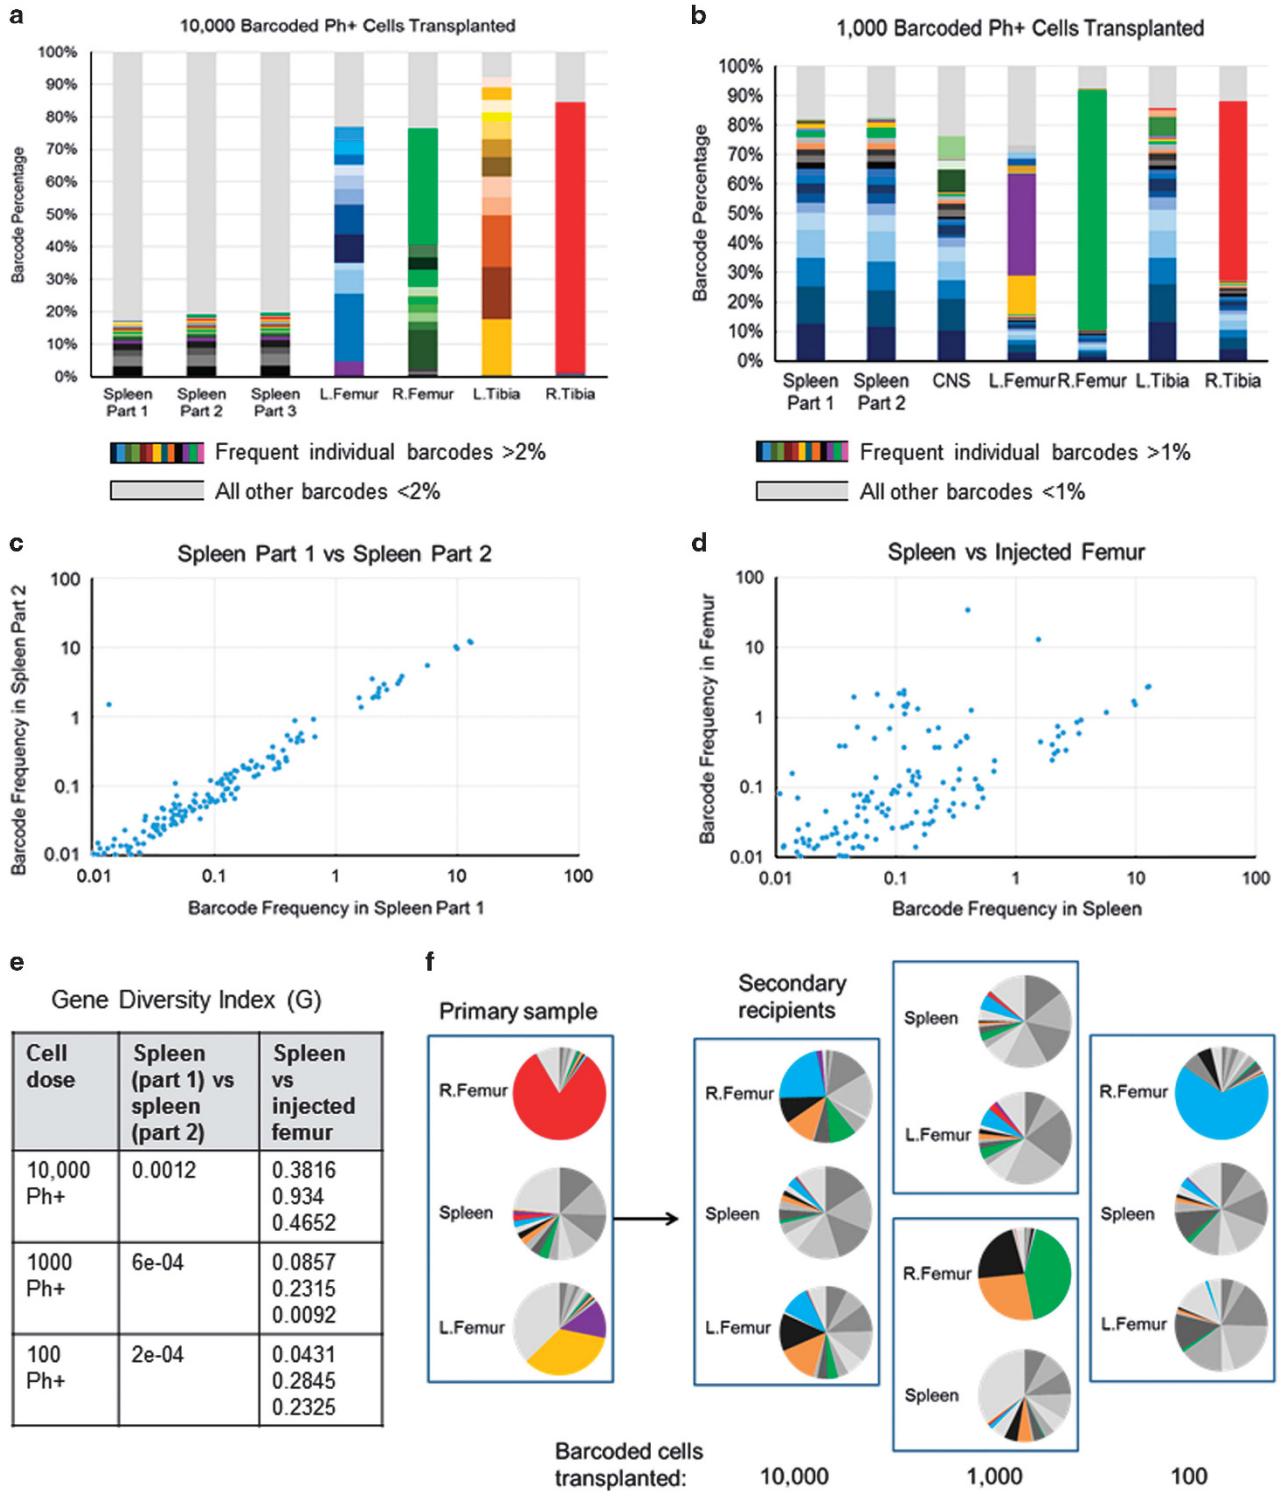 a
10,000 Barcoded Ph+ Cells Transplanted
Barcode Percentage
100%
90%
80%
70%
60%
50%
40%
30%
20%
10%
0%
Spleen Part 1
Spleen Part 2
Spleen Part 3
L.Femur
R.Femur
L.Tibia
R.Tibia
Frequent individual barcodes >2%
All other barcodes <2%
b
1,000 Barcoded Ph+ Cells Transplanted
Barcode Percentage
100%
90%
80%
70%
60%
50%
40%
30%
20%
10%
0%
Spleen Part 1
Spleen Part 2
CNS
L.Femur
R.Femur
L.Tibia
R.Tibia
Frequent individual barcodes >1%
All other barcodes <1%
c
Spleen Part 1 vs Spleen Part 2
Barcode Frequency in Spleen Part 2
100
10
1
0.1
0.01
0.01
0.1
1
10
100
Barcode Frequency in Spleen Part 1
d
Spleen vs Injected Femur
Barcode Frequency in Femur
100
10
1
0.1
0.01
0.01
0.1
1
10
100
Barcode Frequency in Spleen
e
Gene Diversity Index (G)
Cell dose
Spleen (part 1) vs spleen (part 2)
Spleen vs injected femur
10,000 Ph+
0.0012
0.3816
0.934
0.4652
1000 Ph+
6e-04
0.0857
0.2315
0.0092
100 Ph+
2e-04
0.0431
0.2845
0.2325
f
Primary sample
R.Femur
Spleen
L.Femur
Secondary recipients
R.Femur
Spleen
L.Femur
Spleen
L.Femur
R.Femur
Spleen
R.Femur
Spleen
L.Femur
Barcoded cells transplanted:
10,000
1,000
100